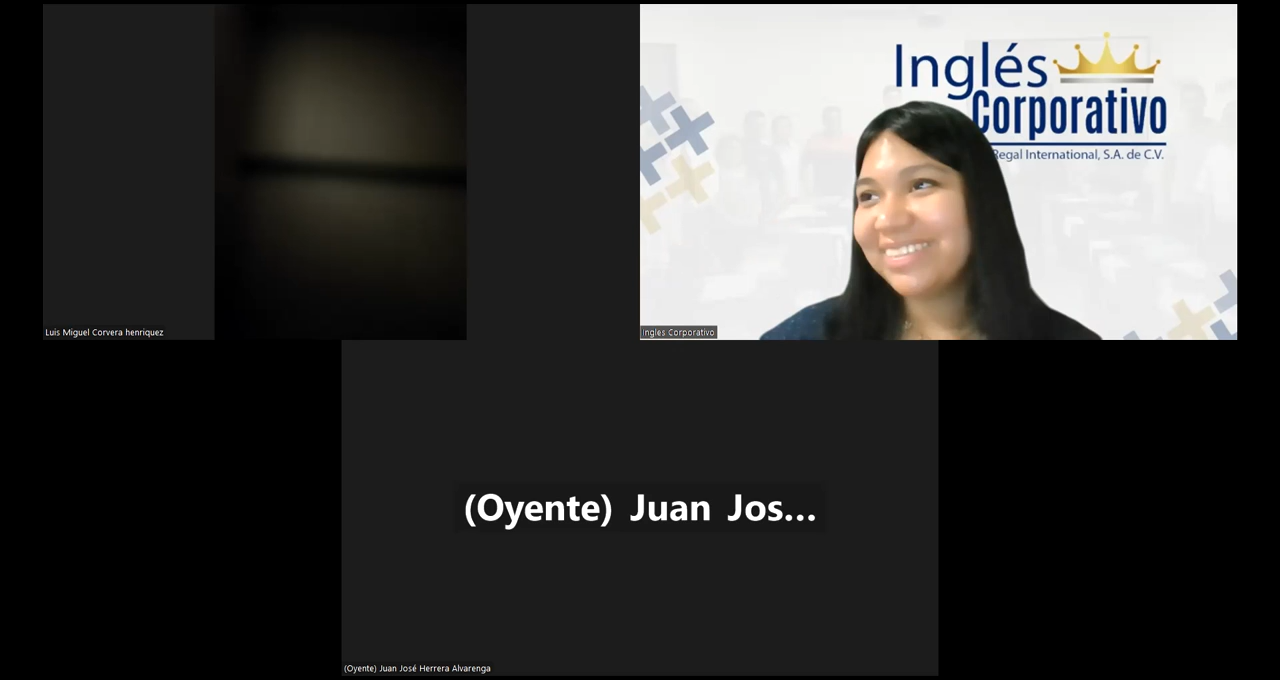 Inglés
Corporativo
Regal International, S.A. de C.V.
Luis Miguel Corvera henriquez
Ingles Corporativo
(Oyente) Juan Jos...
(Oyente) Juan José Herrera Alvarenga